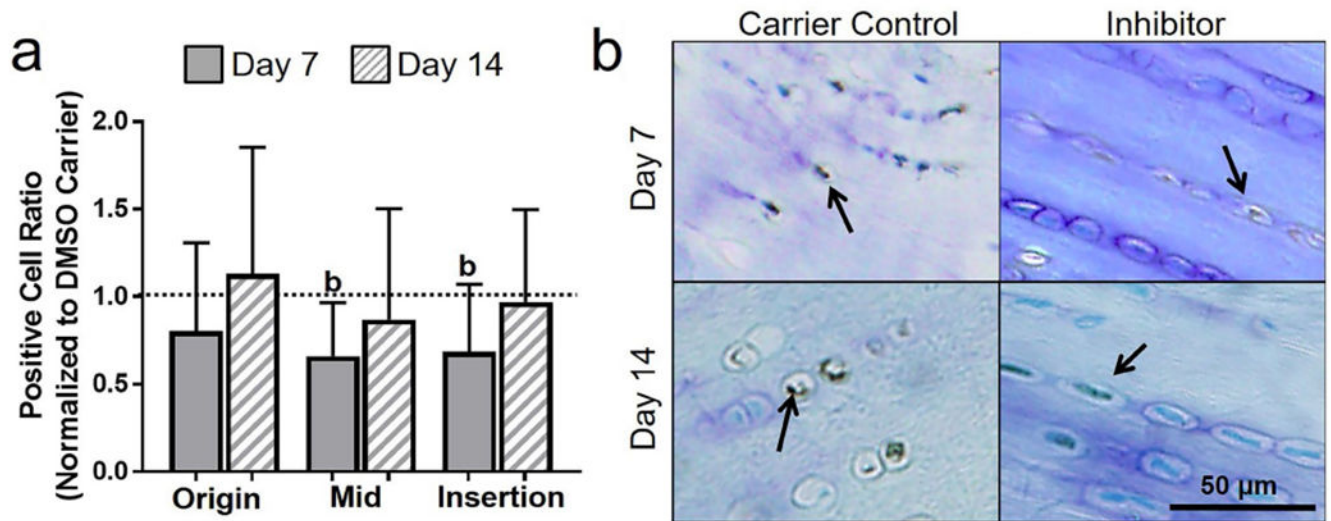 a
Day 7
Day 14
Positive Cell Ratio
(Normalized to DMSO Carrier)
2.0
1.5
1.0
0.5
0.0
b
b
Origin
Mid
Insertion
b
Carrier Control
Inhibitor
Day 7
Day 14
50 µm